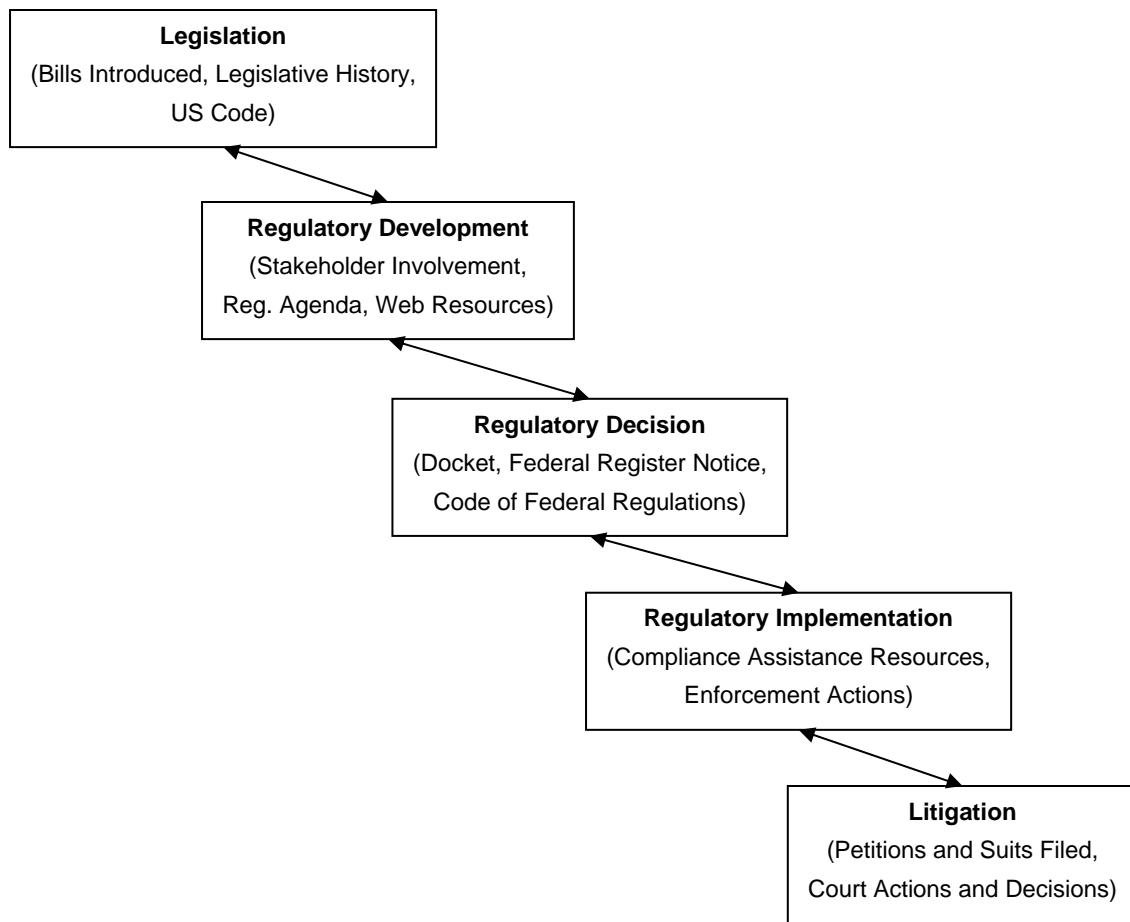 Legislation
(Bills Introduced, Legislative History,
US Code)
Regulatory Development
(Stakeholder Involvement,
Reg. Agenda, Web Resources)
Regulatory Decision
(Docket, Federal Register Notice,
Code of Federal Regulations)
Regulatory Implementation
(Compliance Assistance Resources,
Enforcement Actions)
Litigation
(Petitions and Suits Filed,
Court Actions and Decisions)